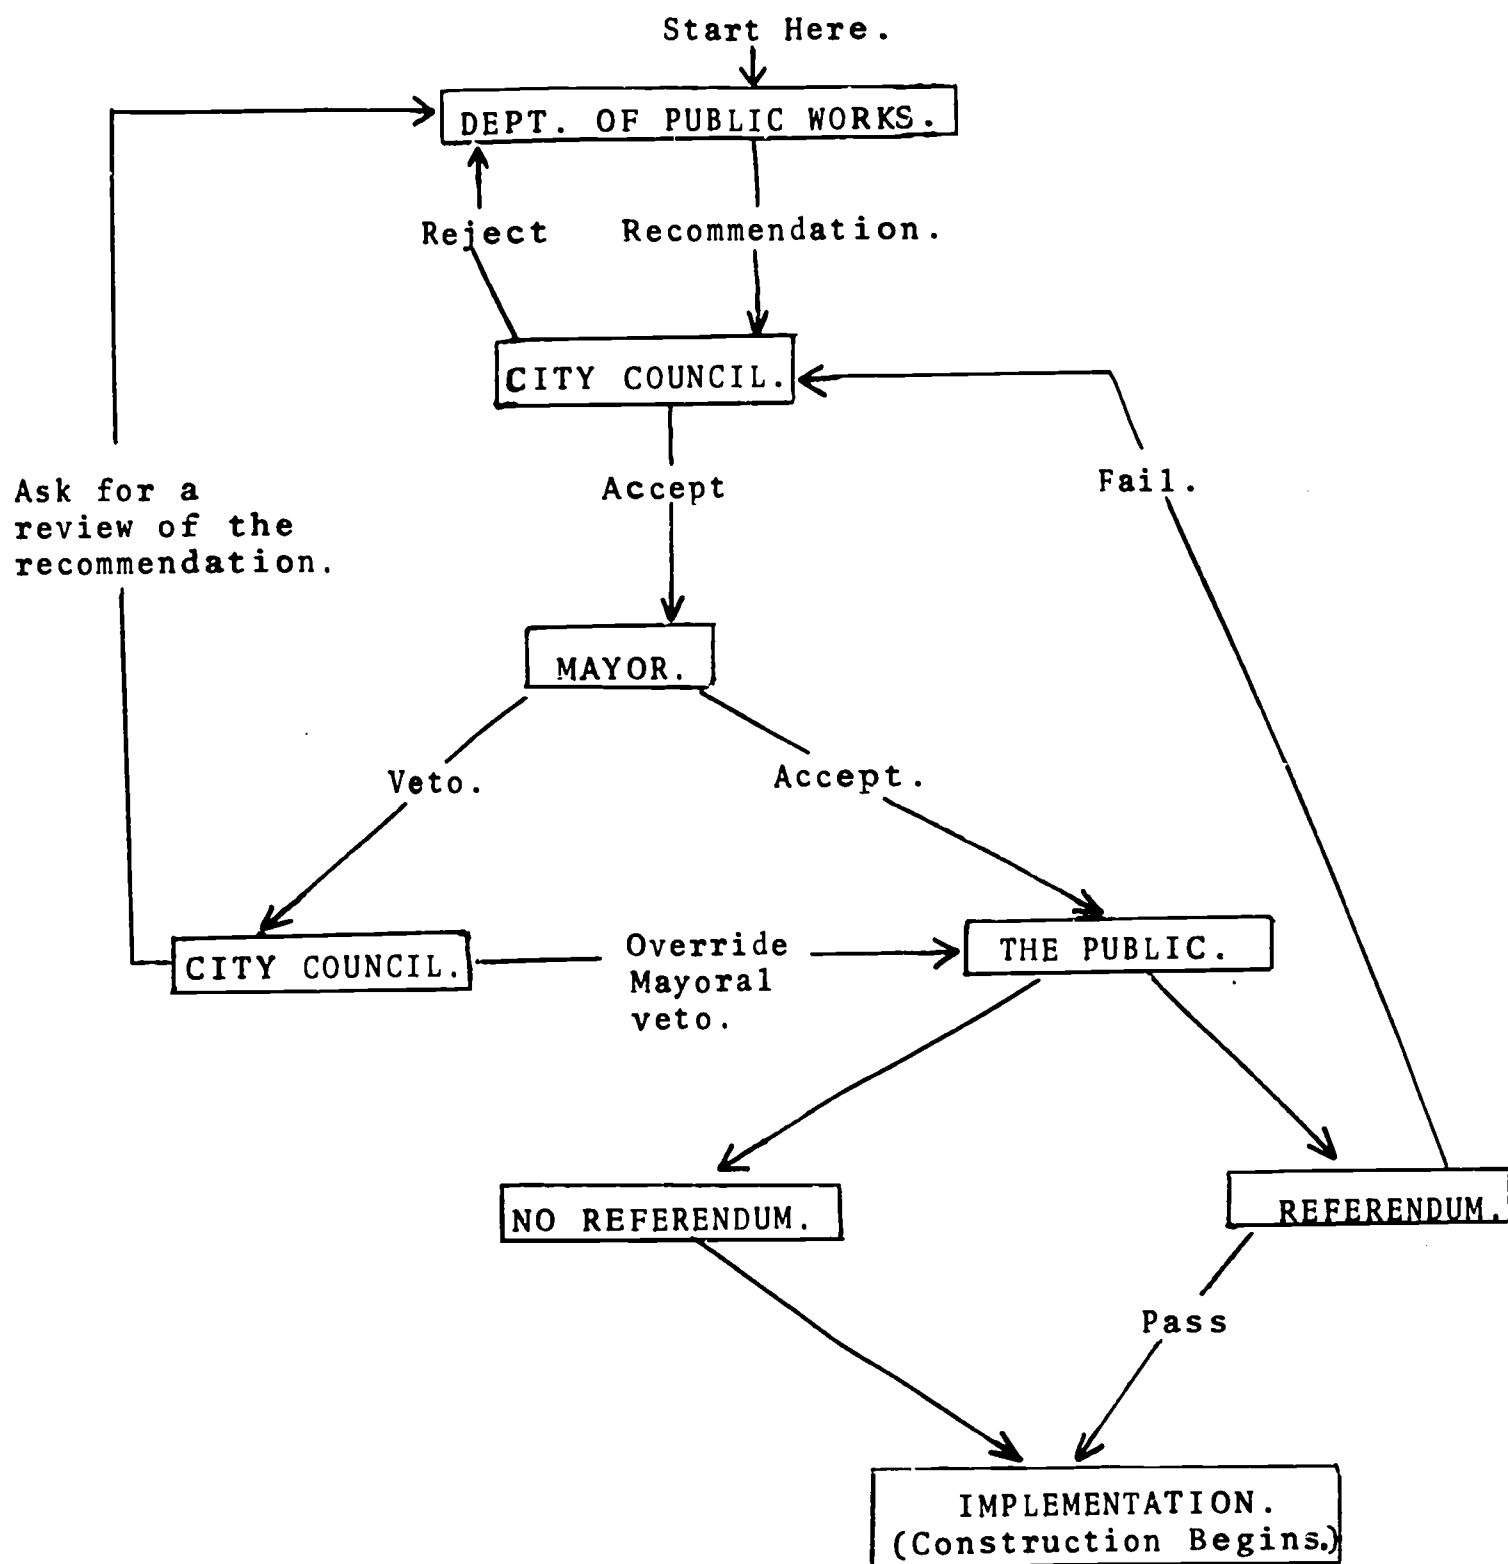 Start Here.
DEPT. OF PUBLIC WORKS.
Reject
Recommendation.
CITY COUNCIL.
Accept
Fail.
Ask for a
review of the
recommendation.
MAYOR.
Veto.
Accept.
CITY COUNCIL.
Override
Mayoral
veto.
THE PUBLIC.
NO REFERENDUM.
REFERENDUM.
Pass
IMPLEMENTATION.
(Construction Begins.)